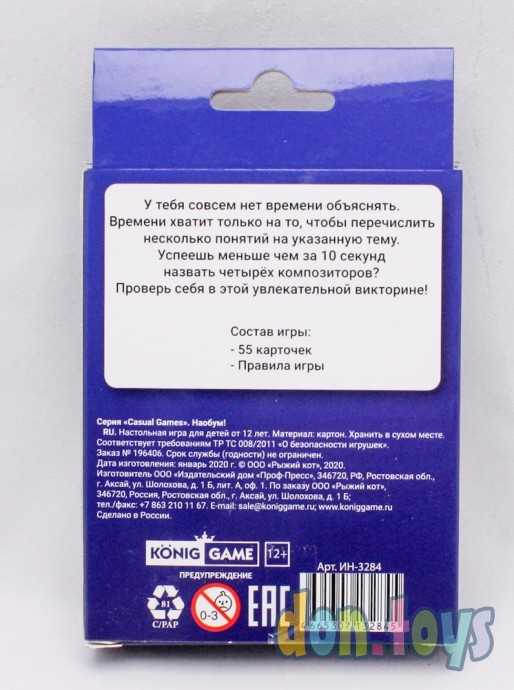 У тебя совсем нет времени объяснять.
Времени хватит только на то, чтобы перечислить
несколько понятий на указанную тему.
Успеешь меньше чем за 10 секунд
назвать четырёх композиторов?
Проверь себя в этой увлекательной викторине!
Состав игры:
- 55 карточек
- Правила игры
Серия «Casual Games». Наобум!
RU. Настольная игра для детей от 12 лет. Материал: картон. Хранить в сухом месте.
Соответствует требованиям ТР ТС 008/2011 «О безопасности игрушек».
Заказ № 196406. Срок службы (годности) не ограничен.
Дата изготовления: январь 2020 г. © ООО «Рыжий кот», 2020.
Изготовитель ООО «Издательский дом «Проф-Пресс», 346720, РФ, Ростовская обл.,
г. Аксай, ул. Шолохова, д. 1 Б, лит. А, оф. 1. По заказу ООО «Рыжий кот»,
346720, Россия, Ростовская обл., г. Аксай, ул. Шолохова, д. 1 Б;
тел./факс: +7 863 210 11 67. E-mail: sale@koniggame.ru; www.koniggame.ru
Сделано в России.
KÖNIG GAME 12+
Арт. ИН-3284
ПРЕДУПРЕЖДЕНИЕ
81
C/PAP
0-3
EAC
don.toys